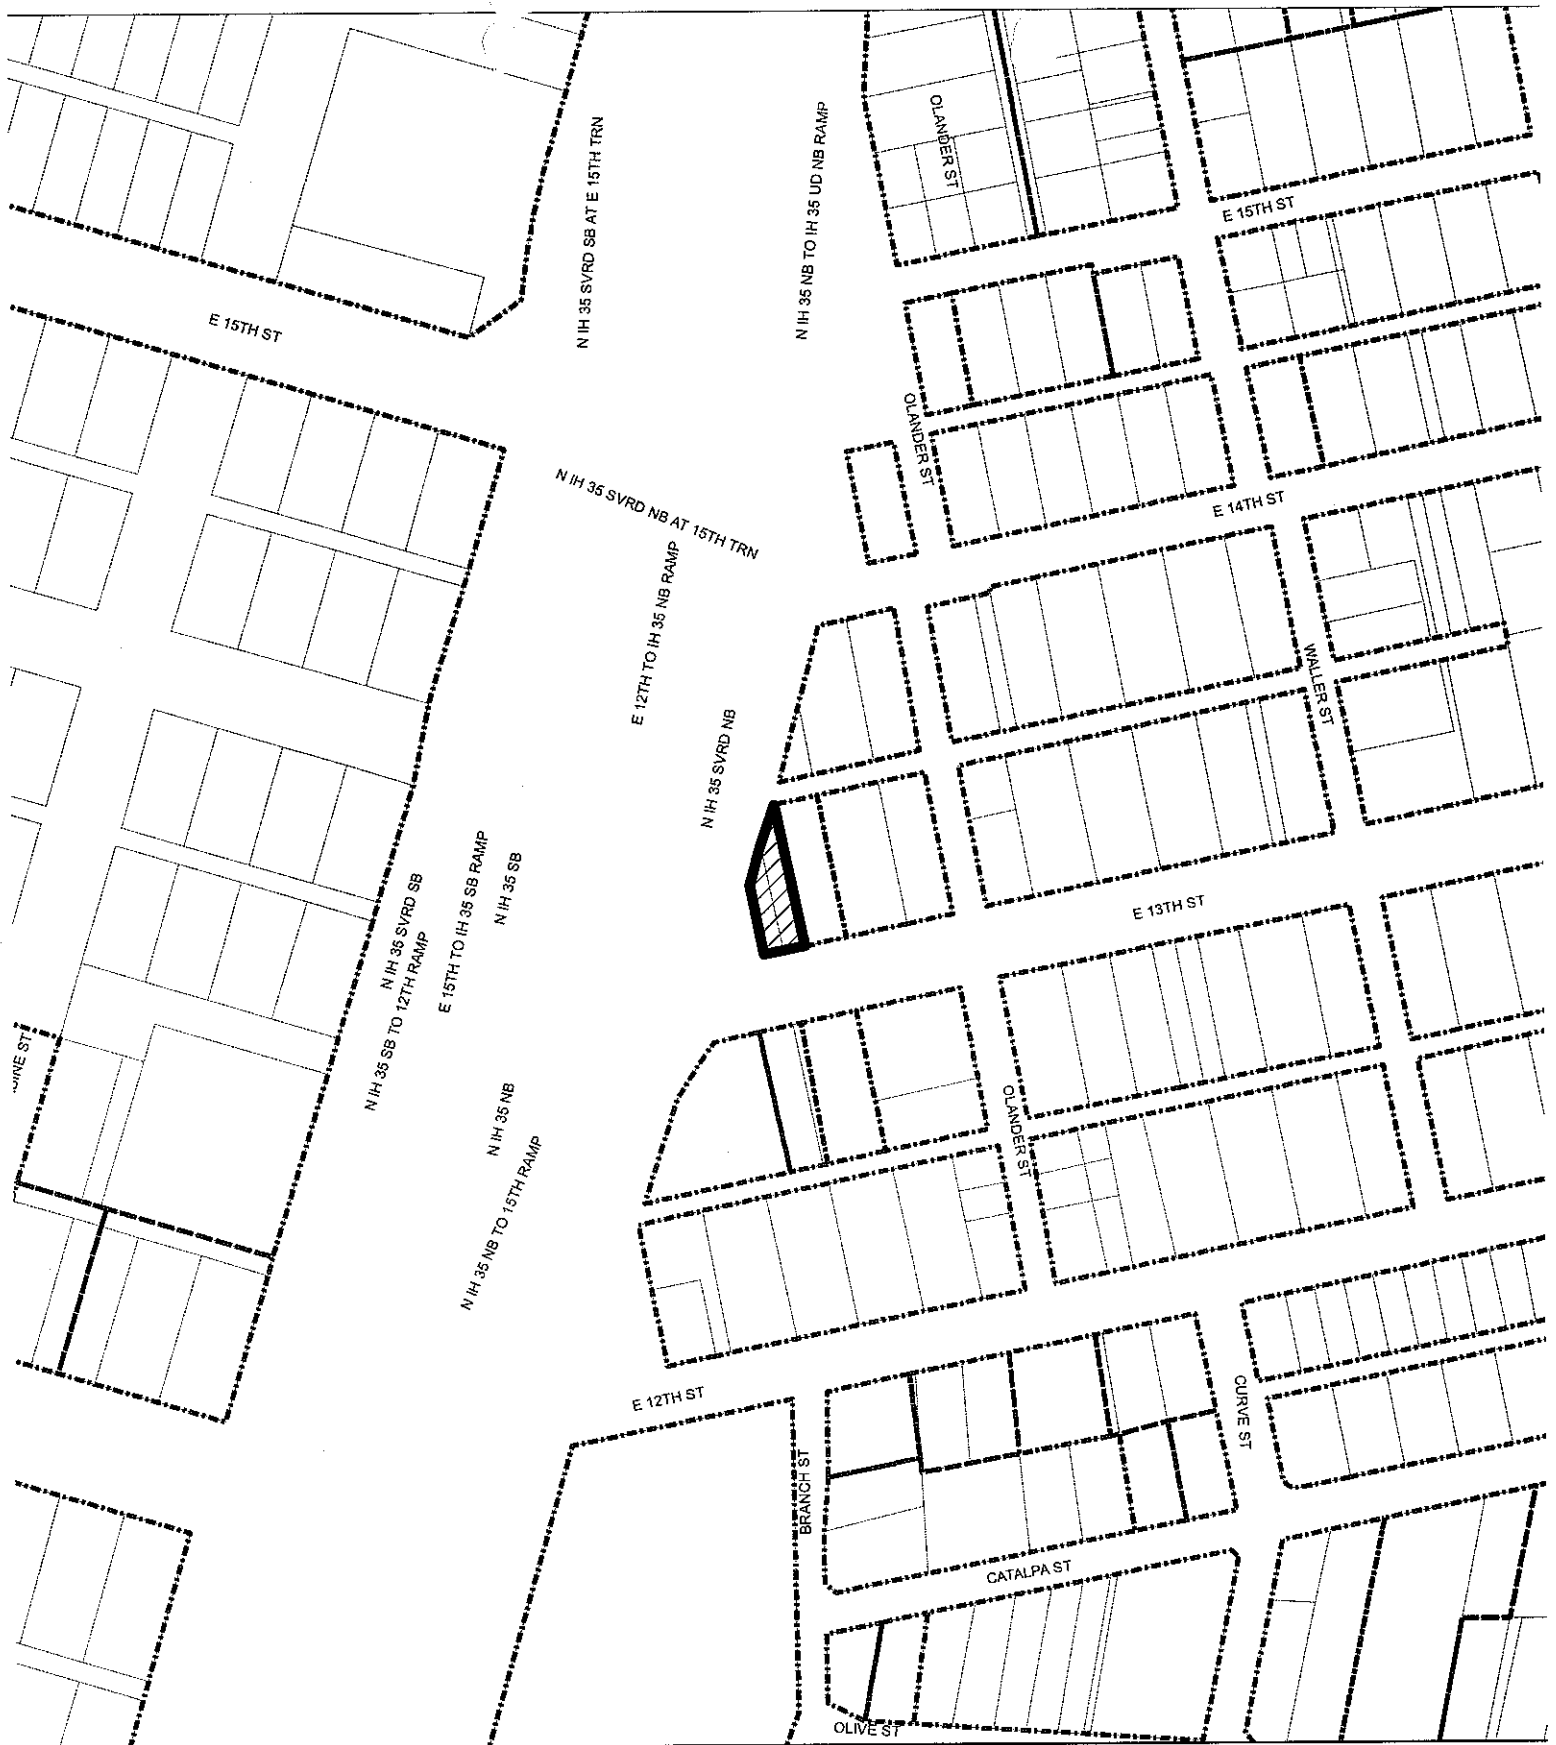 OLANDER ST
N IH 35 SVRD SB AT E 15TH TRN
N IH 35 NB TO IH 35 UD NB RAMP
E 15TH ST
E 15TH ST
OLANDER ST
N IH 35 SVRD NB AT 15TH TRN
E 14TH ST
E 12TH TO IH 35 NB RAMP
WALLER ST
N IH 35 SVRD NB
E 15TH TO IH 35 SB RAMP
N IH 35 SB
N IH 35 SVRD SB
N IH 35 SB TO 12TH RAMP
E 13TH ST
N IH 35 NB
OLANDER ST
N IH 35 NB TO 15TH RAMP
E 12TH ST
CURVE ST
BRANCH ST
CATALPA ST
OLIVE ST